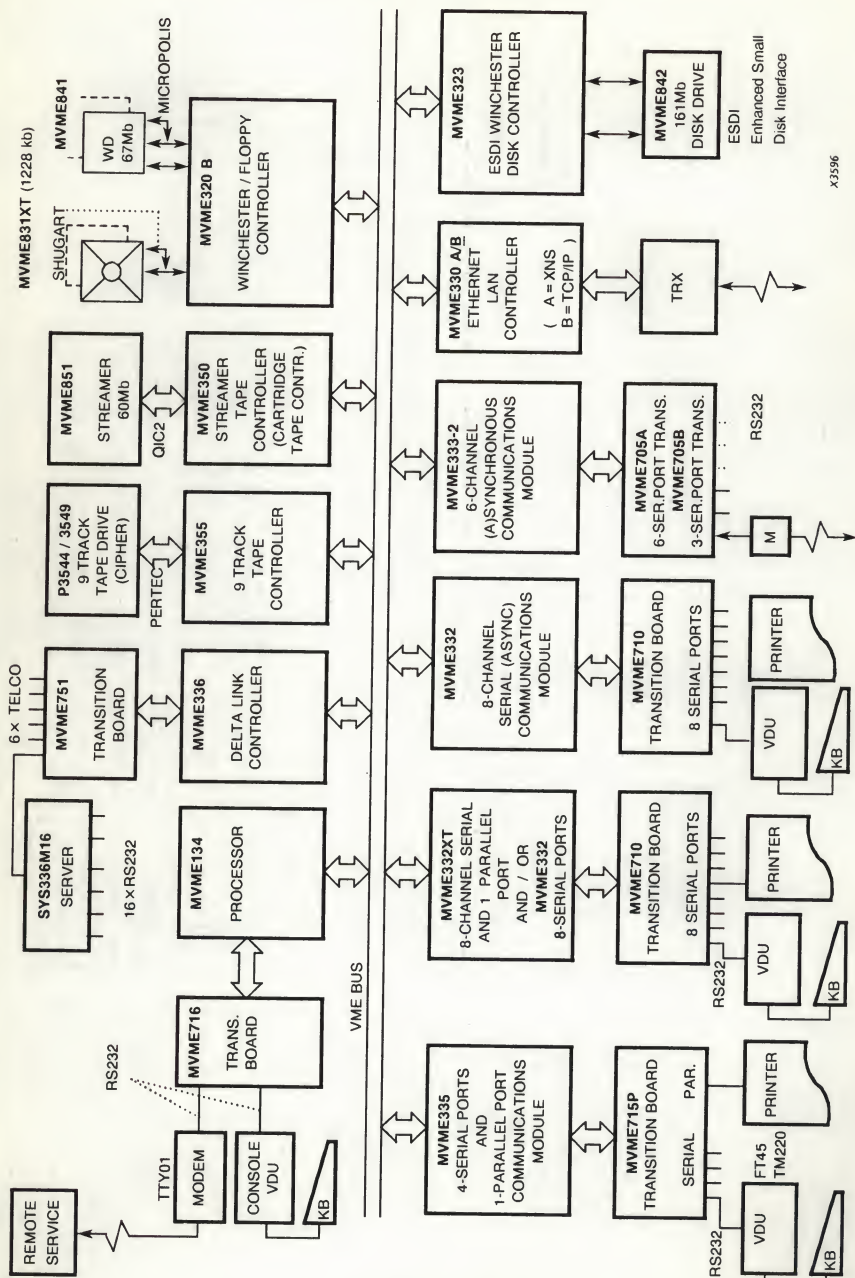 REMOTE
SERVICE
TTY01
MODEM
CONSOLE
VDU
KB
RS232
MVME716
TRANS.
BOARD
SYS336M16
SERVER
16 x RS232
MVME134
PROCESSOR
6 x TELCO
MVME751
TRANSITION
BOARD
MVME336
DELTA LINK
CONTROLLER
P3544 / 3549
9 TRACK
TAPE DRIVE
(CIPHER)
PERTEC
MVME355
9 TRACK
TAPE
CONTROLLER
MVME851
STREAMER
60Mb
QIC2
MVME350
STREAMER
TAPE
CONTROLLER
(CARTRIDGE
TAPE CONTR.)
MVME831XT (1228 kb)
SHUGART
MVME841
WD
67Mb
MICROPOLIS
MVME320 B
WINCHESTER / FLOPPY
CONTROLLER
VME BUS
MVME335
4-SERIAL PORTS
AND
1-PARALLEL PORT
COMMUNICATIONS
MODULE
MVME715P
TRANSITION BOARD
SERIAL PAR.
RS232
FT45
TM220
VDU
KB
PRINTER
MVME332XT
8-CHANNEL SERIAL
AND 1 PARALLEL
PORT
AND / OR
MVME332
8-SERIAL PORTS
MVME710
TRANSITION BOARD
8 SERIAL PORTS
RS232
VDU
KB
PRINTER
MVME332
8-CHANNEL
SERIAL (ASYNC)
COMMUNICATIONS
MODULE
MVME710
TRANSITION BOARD
8 SERIAL PORTS
VDU
KB
PRINTER
MVME333-2
6-CHANNEL
(A)SYNCHRONOUS
COMMUNICATIONS
MODULE
MVME705A
6-SER.PORT TRANS.
MVME705B
3-SER.PORT TRANS.
M
RS232
MVME330 A/B
ETHERNET
LAN
CONTROLLER
( A = XNS
B = TCP/IP )
TRX
MVME323
ESDI WINCHESTER
DISK CONTROLLER
MVME842
161Mb
DISK DRIVE
ESDI
Enhanced Small
Disk Interface
X3596